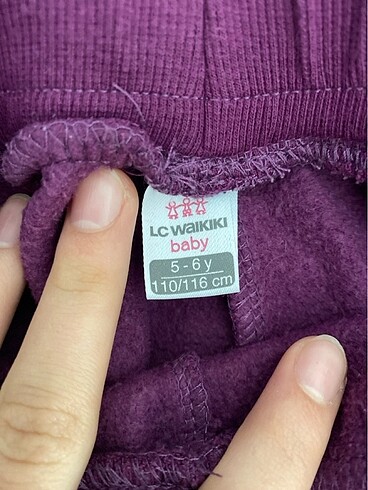 LC WAIKIKI
baby
5 - 6 y
110/116 cm